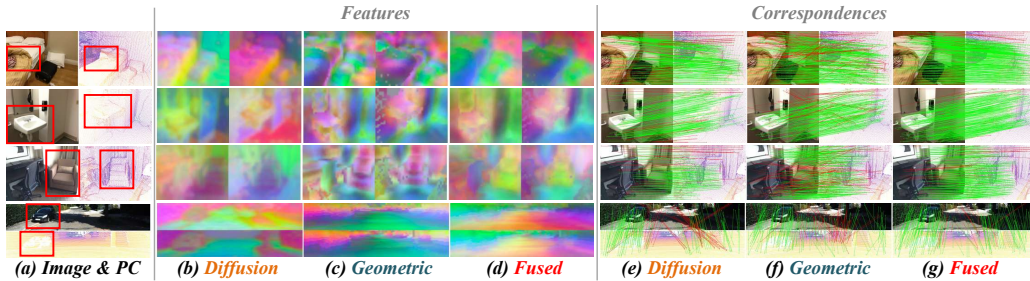 Features
Correspondences
(a) Image & PC
(b) Diffusion
(c) Geometric
(d) Fused
(e) Diffusion
(f) Geometric
(g) Fused